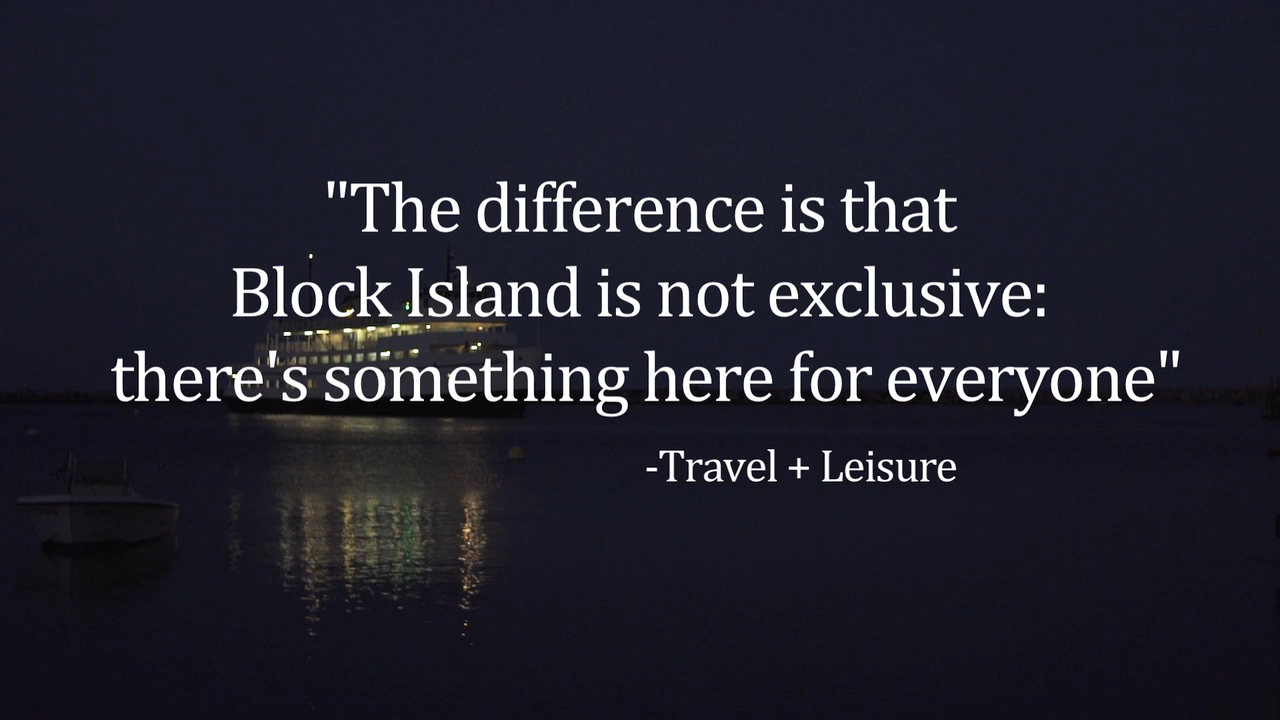 "The difference is that
Block Island is not exclusive:
there's something here for everyone"
-Travel + Leisure